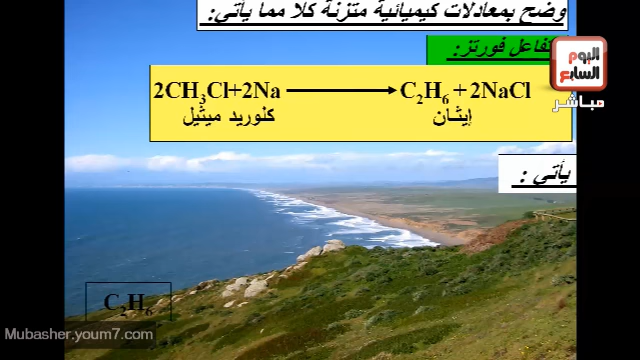 وضح بمعادلات كيميائية متزنة كلا مما يأتي:
تفاعل فورتز:
2CH₃Cl+2Na → C₂H₆ + 2NaCl
كلوريد ميثيل
إيثان
يأتي :
C₂H₆
اليوم السابع
مباشر
Mubasher.youm7.com